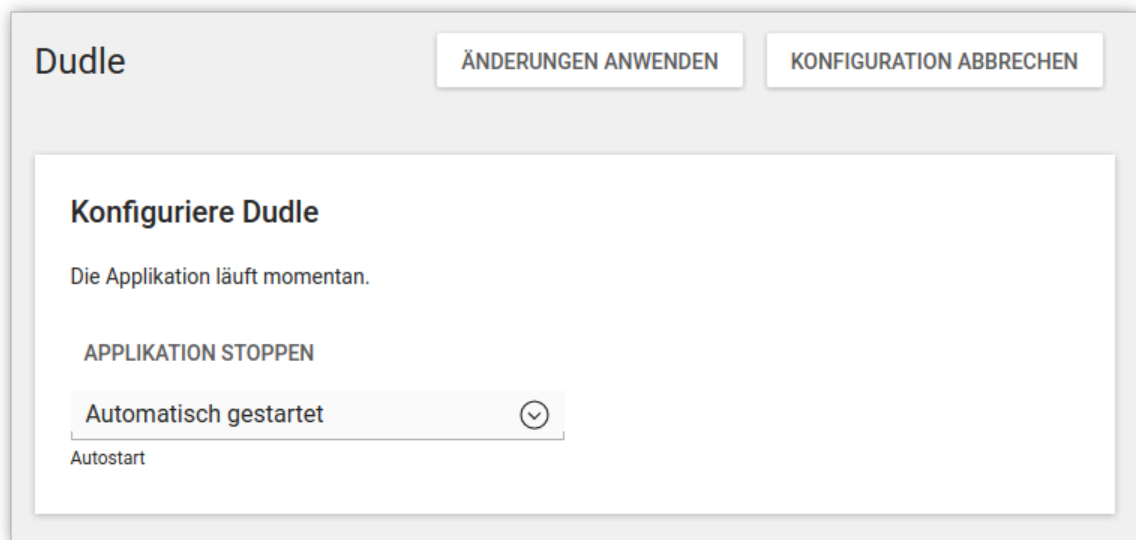 Dudle
ÄNDERUNGEN ANWENDEN
KONFIGURATION ABBRECHEN
Konfiguriere Dudle
Die Applikation läuft momentan.
APPLIKATION STOPPEN
Automatisch gestartet
Autostart